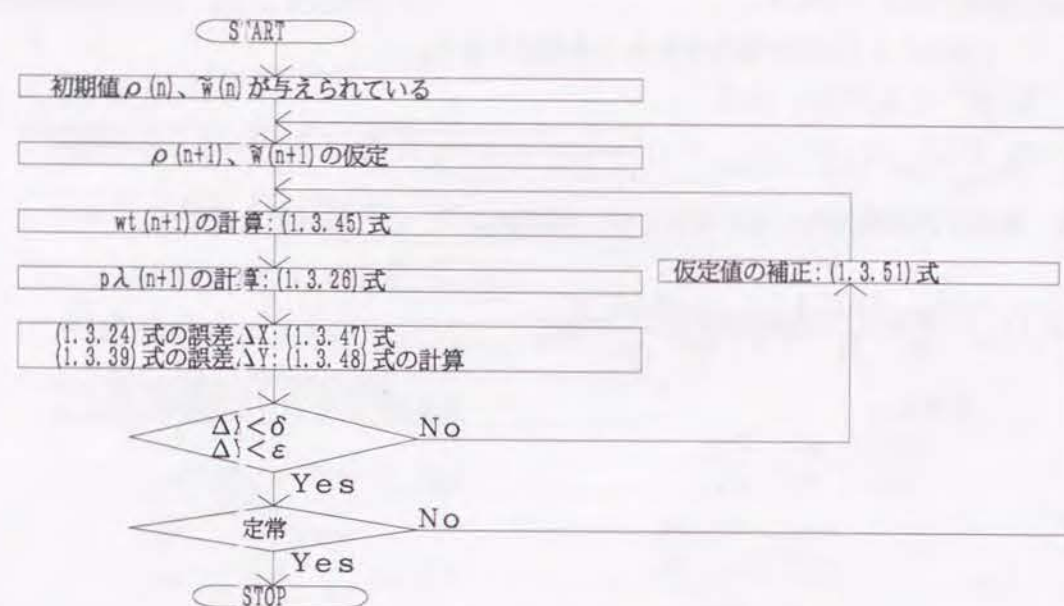 START
初期値ρ(n)、w̃(n)が与えられている
ρ(n+1)、w̃(n+1)の仮定
wt(n+1)の計算:(1.3.45)式
pλ(n+1)の計算:(1.3.26)式
仮定値の補正:(1.3.51)式
(1.3.24)式の誤差ΔX:(1.3.47)式
(1.3.39)式の誤差ΔY:(1.3.48)式の計算
<δ
<ε
No
Yes
定常
No
Yes
STOP